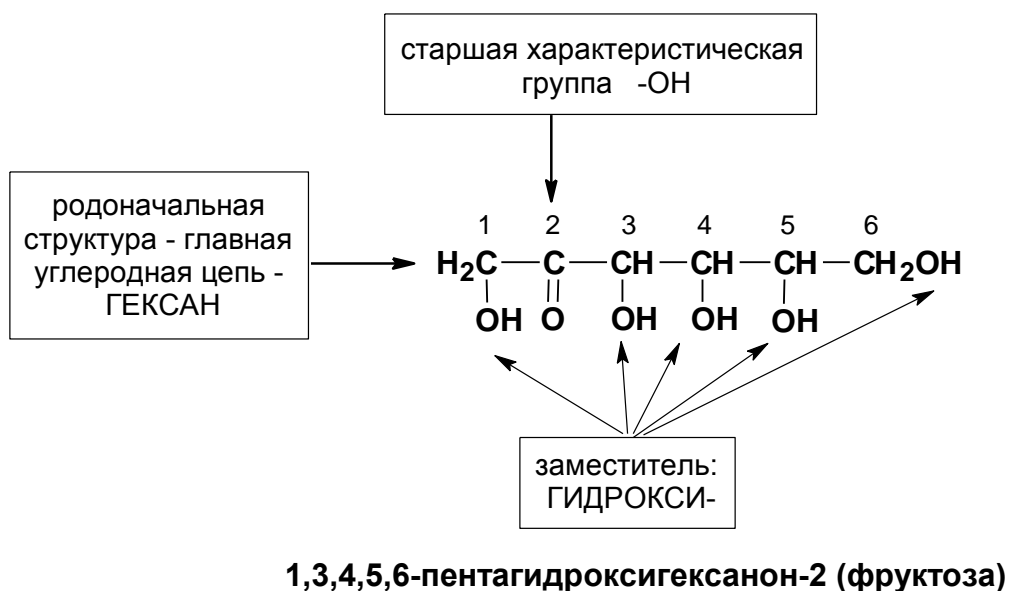 старшая характеристическая
группа -ОН
родоначальная
структура - главная
углеродная цепь -
ГЕКСАН
1 2 3 4 5 6
H₂C—C—CH—CH—CH—CH₂OH
OH O OH OH OH
заместитель:
ГИДРОКСИ-
1,3,4,5,6-пентагидроксигексанон-2 (фруктоза)